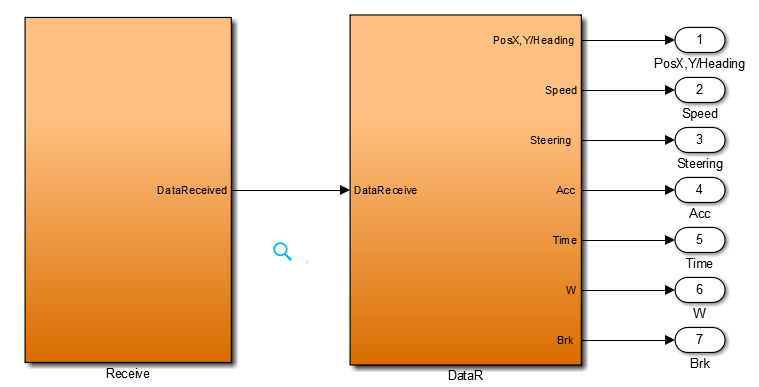 DataReceived
Receive
DataReceive
PosX,Y/Heading
Speed
Steering
Acc
Time
W
Brk
DataR
1
PosX,Y/Heading
2
Speed
3
Steering
4
Acc
5
Time
6
W
7
Brk